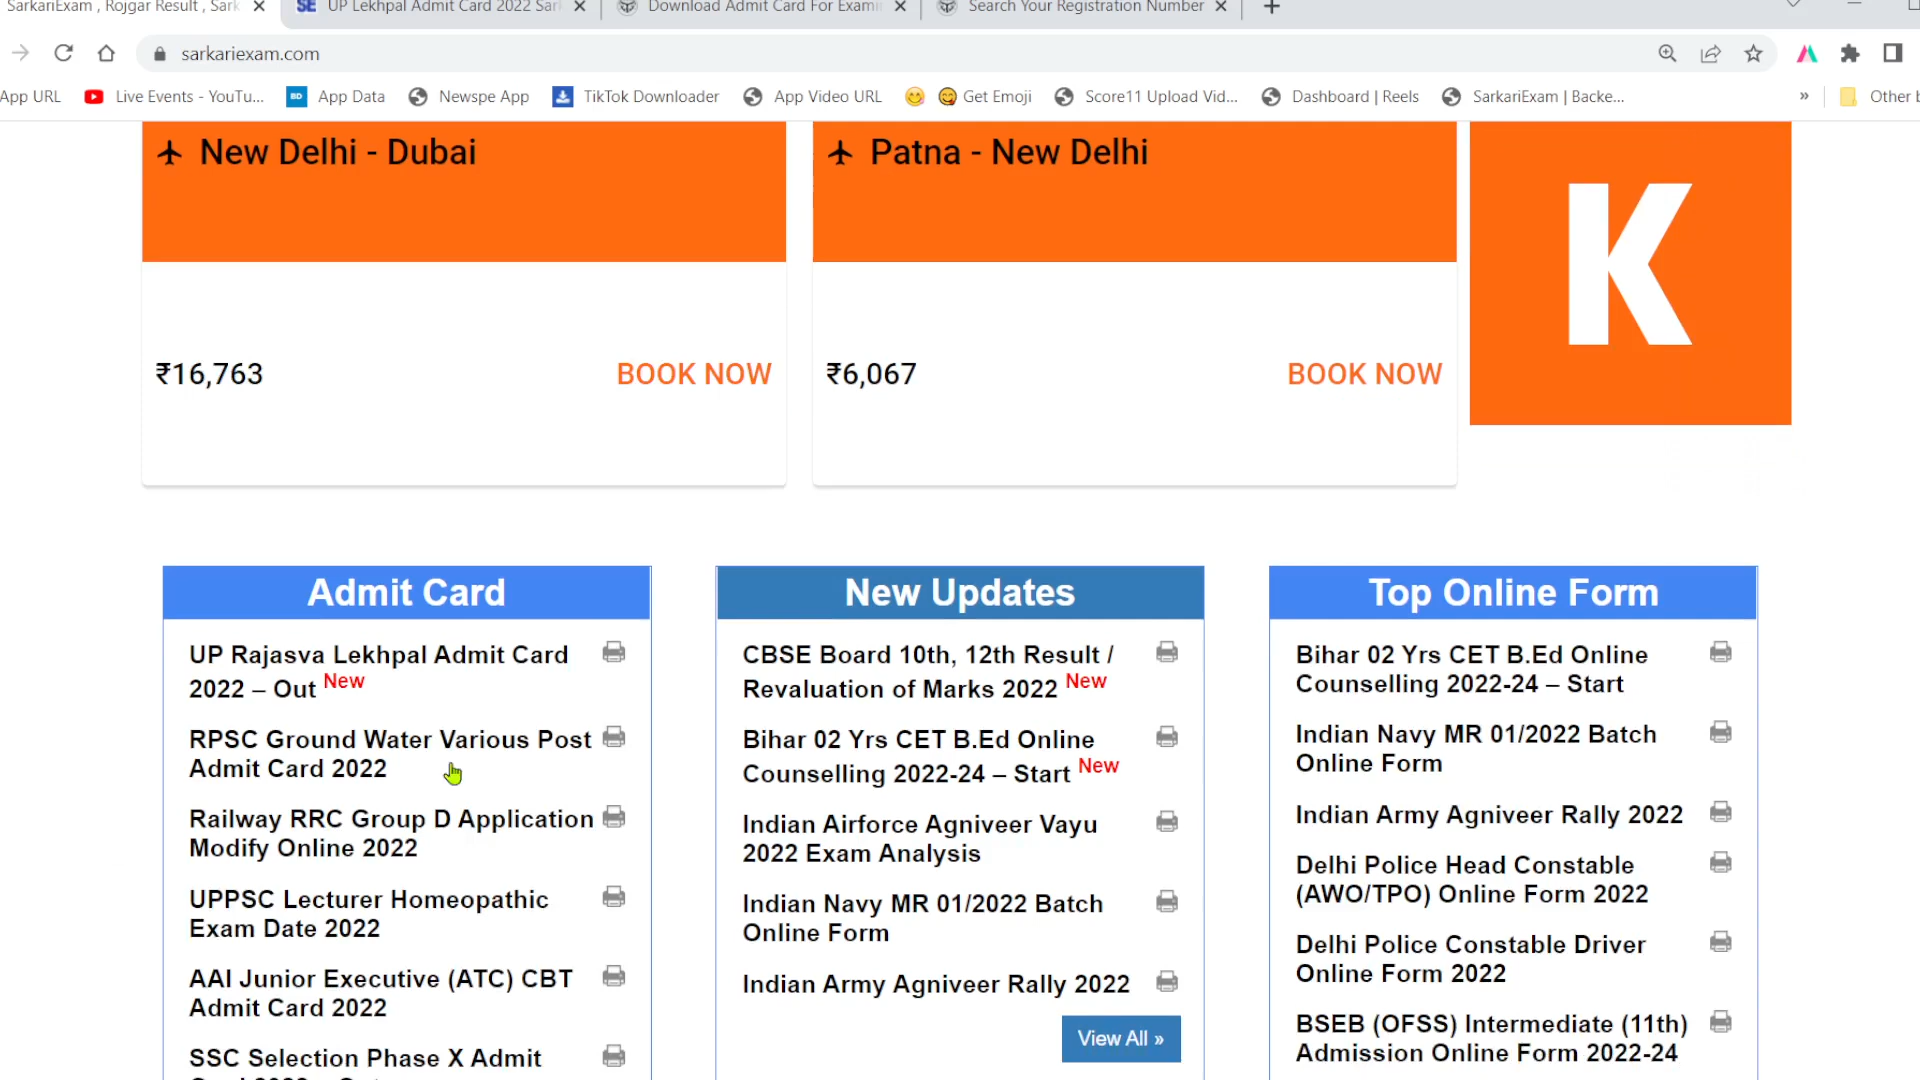 SarkariExam , Rojgar Result , Sark
UP Lekhpal Admit Card 2022 Sar
Download Admit Card For Exami
Search Your Registration Number
sarkariexam.com
App URL
Live Events - YouTu...
BD
App Data
Newspe App
TikTok Downloader
App Video URL
Get Emoji
Score11 Upload Vid...
Dashboard | Reels
SarkariExam | Backe...
»
Other b
New Delhi - Dubai
₹16,763
BOOK NOW
Patna - New Delhi
₹6,067
BOOK NOW
K
Admit Card
UP Rajasva Lekhpal Admit Card
2022 – Out New
RPSC Ground Water Various Post
Admit Card 2022
Railway RRC Group D Application
Modify Online 2022
UPPSC Lecturer Homeopathic
Exam Date 2022
AAI Junior Executive (ATC) CBT
Admit Card 2022
SSC Selection Phase X Admit
New Updates
CBSE Board 10th, 12th Result /
Revaluation of Marks 2022 New
Bihar 02 Yrs CET B.Ed Online
Counselling 2022-24 – Start New
Indian Airforce Agniveer Vayu
2022 Exam Analysis
Indian Navy MR 01/2022 Batch
Online Form
Indian Army Agniveer Rally 2022
View All »
Top Online Form
Bihar 02 Yrs CET B.Ed Online
Counselling 2022-24 – Start
Indian Navy MR 01/2022 Batch
Online Form
Indian Army Agniveer Rally 2022
Delhi Police Head Constable
(AWO/TPO) Online Form 2022
Delhi Police Constable Driver
Online Form 2022
BSEB (OFSS) Intermediate (11th)
Admission Online Form 2022-24